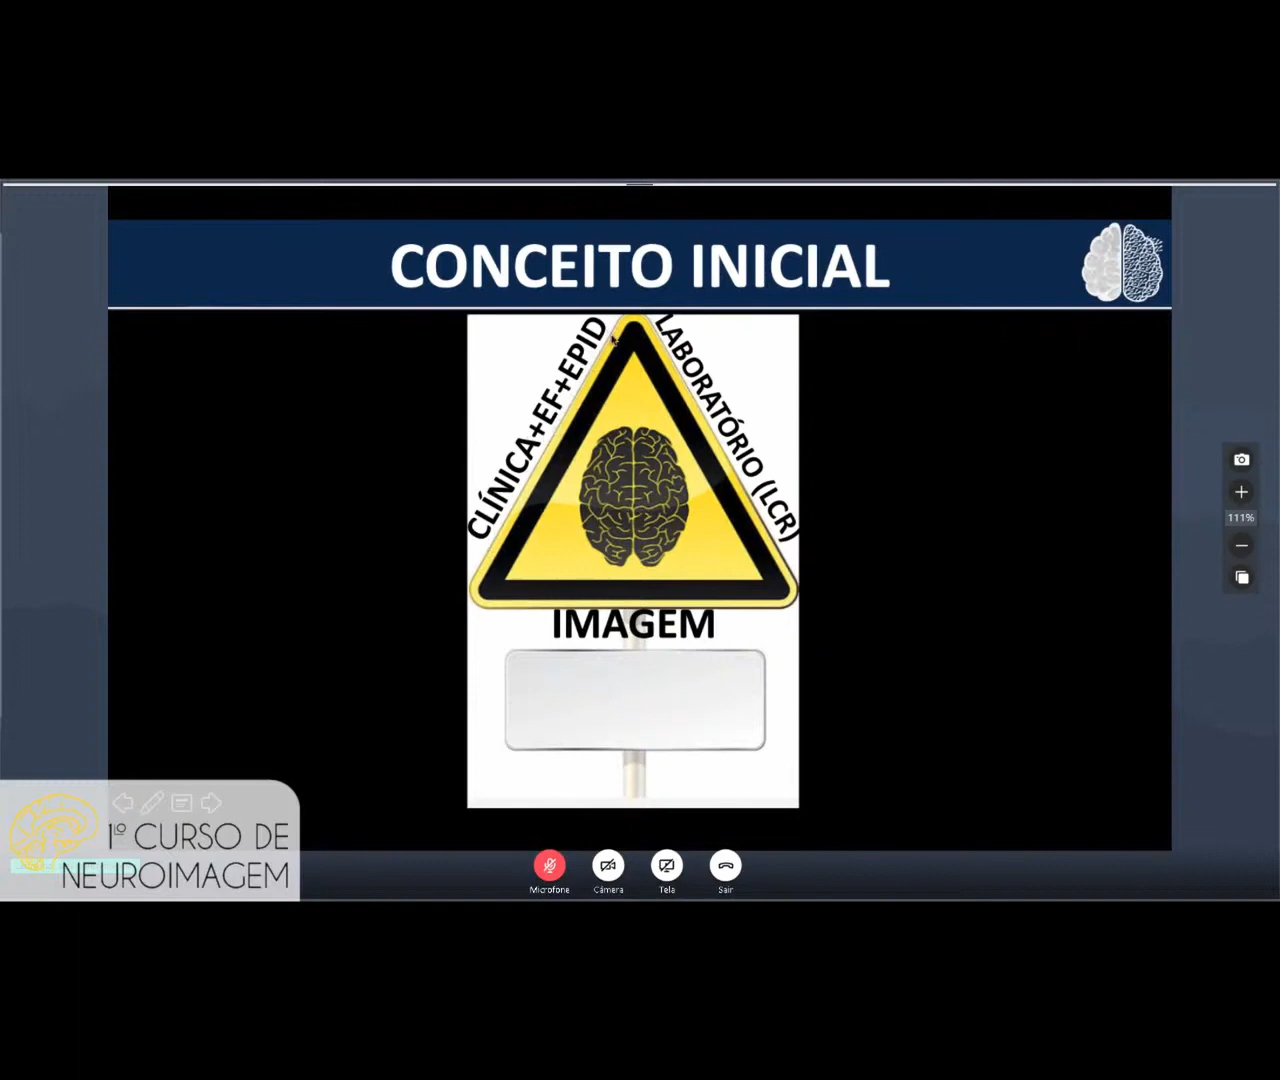 CONCEITO INICIAL
CLÍNICA+EF+EPID
LABORATÓRIO (LCR)
IMAGEM
111%
1º CURSO DE
NEUROIMAGEM
Microfone
Câmera
Tela
Sair